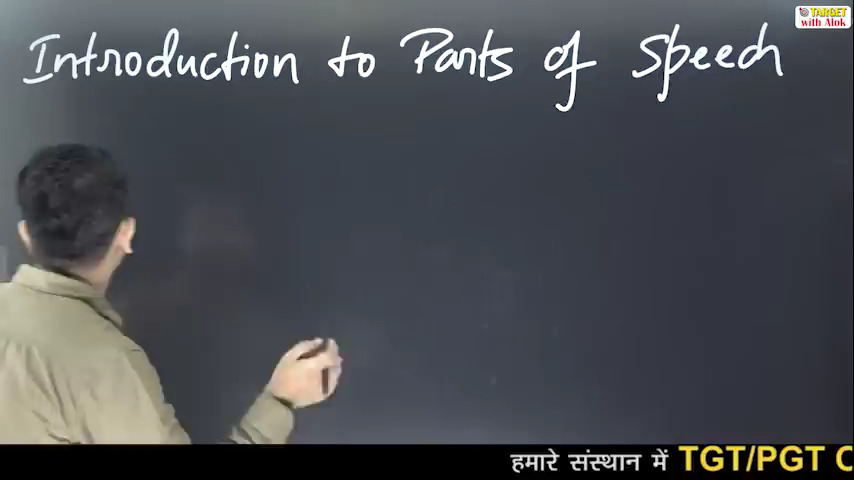 Introduction to Parts of Speech
TARGET
with Alok
हमारे संस्थान में TGT/PGT